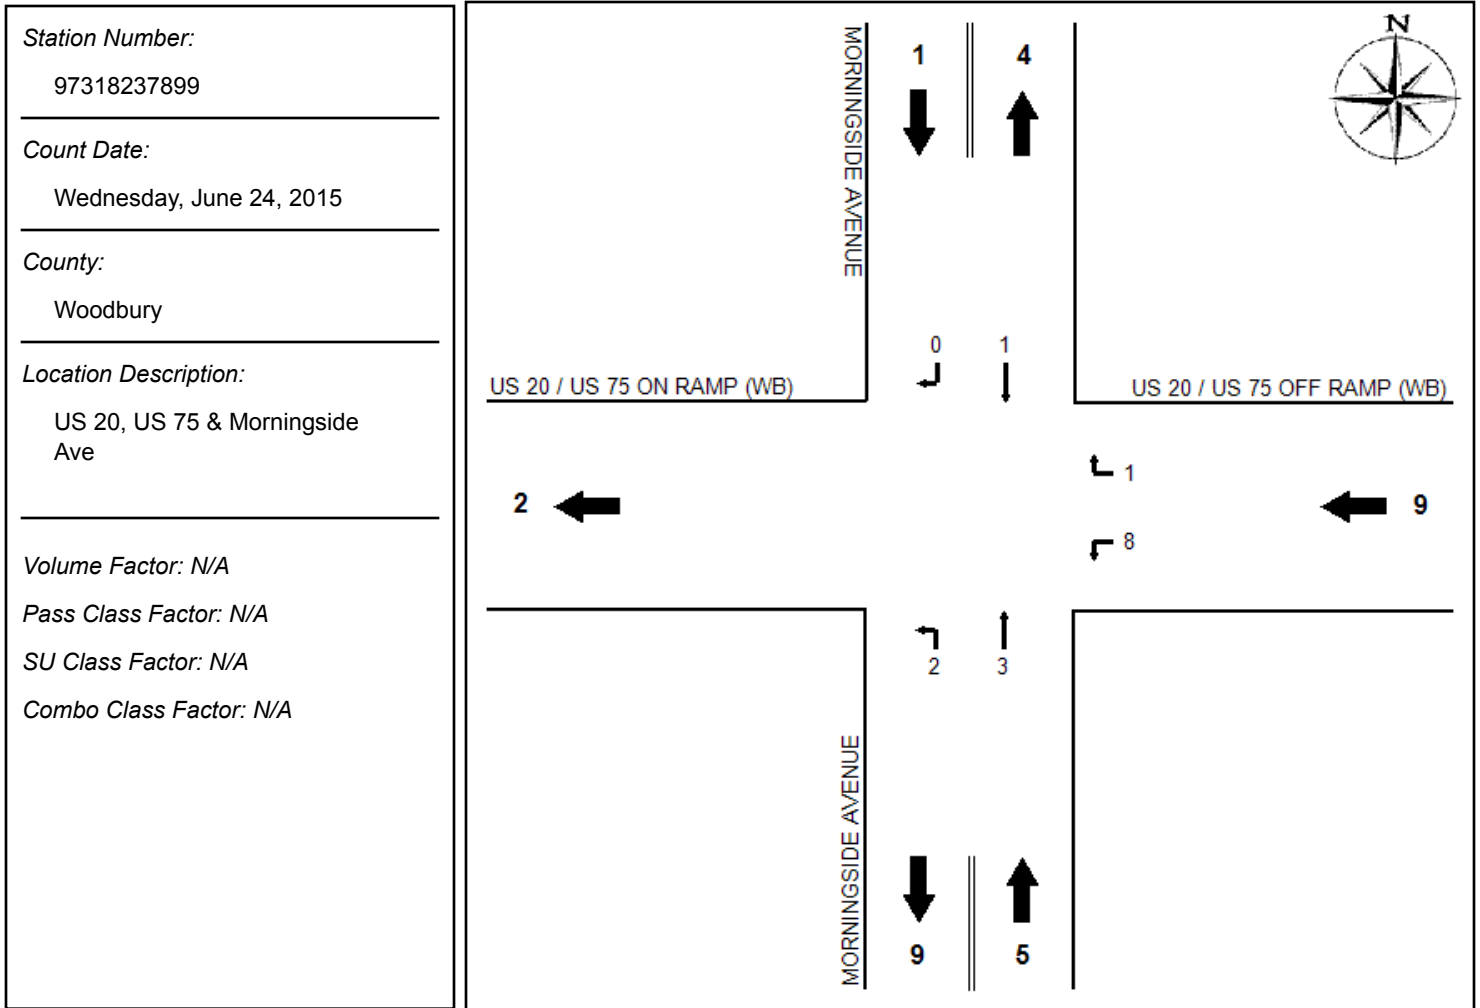 Station Number:
97318237899
Count Date:
Wednesday, June 24, 2015
County:
Woodbury
Location Description:
US 20, US 75 & Morningside
Ave
Volume Factor: N/A
Pass Class Factor: N/A
SU Class Factor: N/A
Combo Class Factor: N/A
N
MORNINGSIDE AVENUE
1
4
0
1
US 20 / US 75 ON RAMP (WB)
US 20 / US 75 OFF RAMP (WB)
1
2
9
8
2
3
MORNINGSIDE AVENUE
9
5